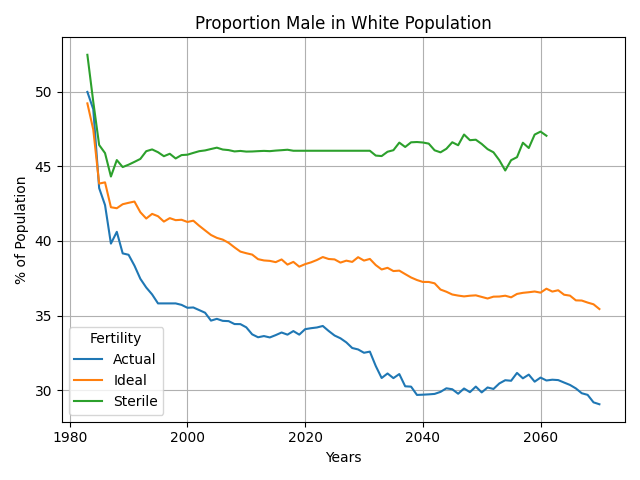 Proportion Male in White Population
% of Population
50
45
40
35
30
Fertility
Actual
Ideal
Sterile
1980
2000
2020
2040
2060
Years